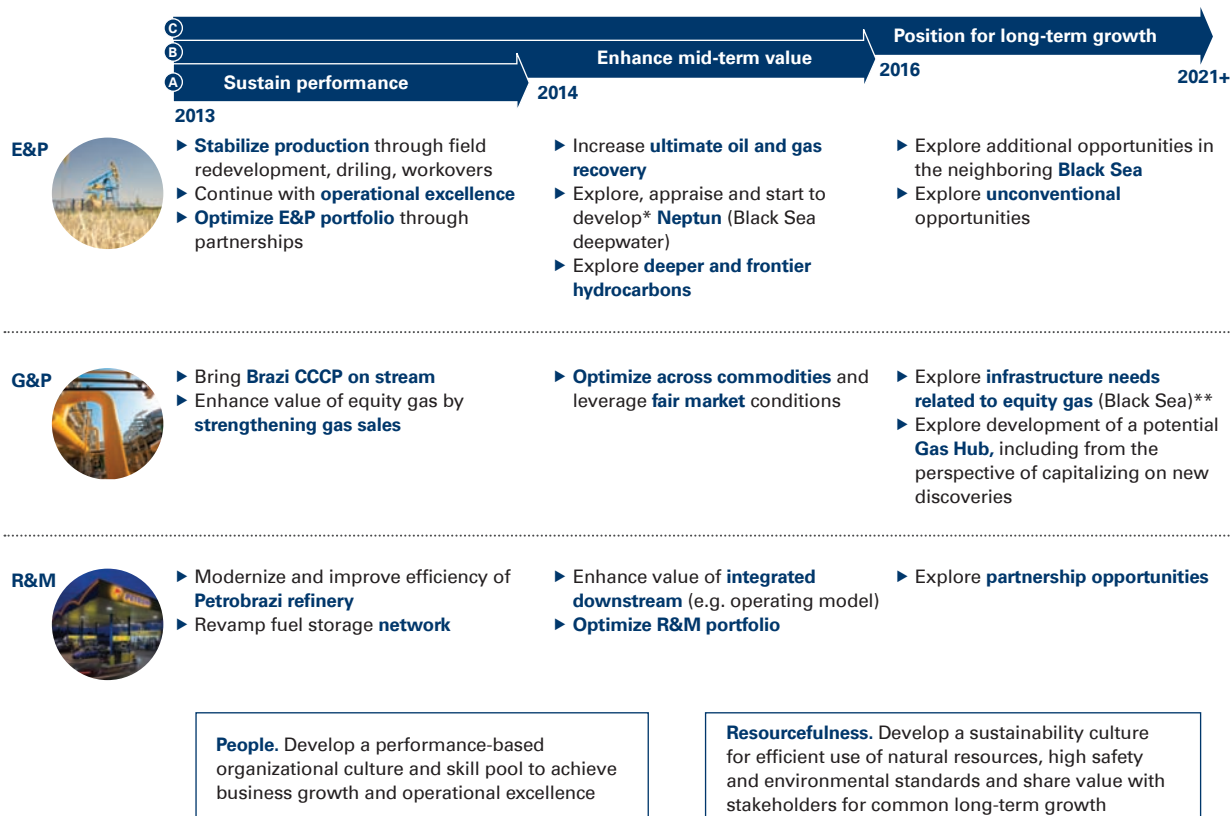 C
B
A
Sustain performance
Enhance mid-term value
Position for long-term growth
2013
2014
2016
2021+
E&P
▶ Stabilize production through field
redevelopment, driling, workovers
▶ Continue with operational excellence
▶ Optimize E&P portfolio through
partnerships
▶ Increase ultimate oil and gas
recovery
▶ Explore, appraise and start to
develop* Neptun (Black Sea
deepwater)
▶ Explore deeper and frontier
hydrocarbons
▶ Explore additional opportunities in
the neighboring Black Sea
▶ Explore unconventional
opportunities
G&P
▶ Bring Brazi CCCP on stream
▶ Enhance value of equity gas by
strengthening gas sales
▶ Optimize across commodities and
leverage fair market conditions
▶ Explore infrastructure needs
related to equity gas (Black Sea)**
▶ Explore development of a potential
Gas Hub, including from the
perspective of capitalizing on new
discoveries
R&M
PETROM
▶ Modernize and improve efficiency of
Petrobrazi refinery
▶ Revamp fuel storage network
▶ Enhance value of integrated
downstream (e.g. operating model)
▶ Optimize R&M portfolio
▶ Explore partnership opportunities
People. Develop a performance-based
organizational culture and skill pool to achieve
business growth and operational excellence
Resourcefulness. Develop a sustainability culture
for efficient use of natural resources, high safety
and environmental standards and share value with
stakeholders for common long-term growth